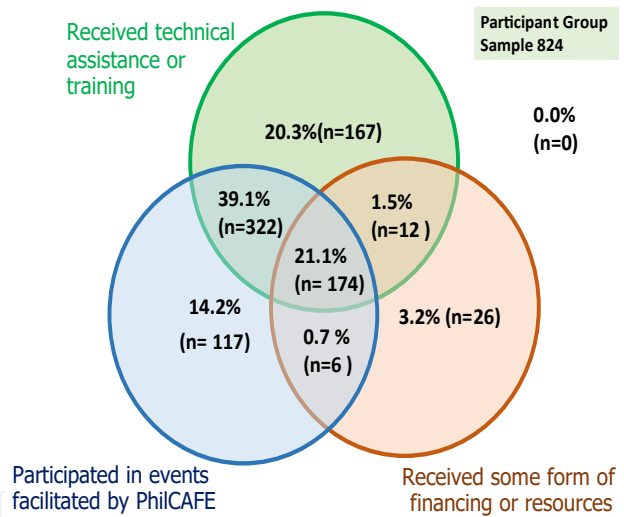 Received technical
assistance or
training
Participant Group
Sample 824
0.0%
(n=0)
20.3%(n=167)
39.1%
(n=322)
1.5%
(n=12 )
21.1%
(n= 174)
14.2%
(n= 117)
0.7 %
(n=6 )
3.2% (n=26)
Participated in events
facilitated by PhilCAFE
Received some form of
financing or resources